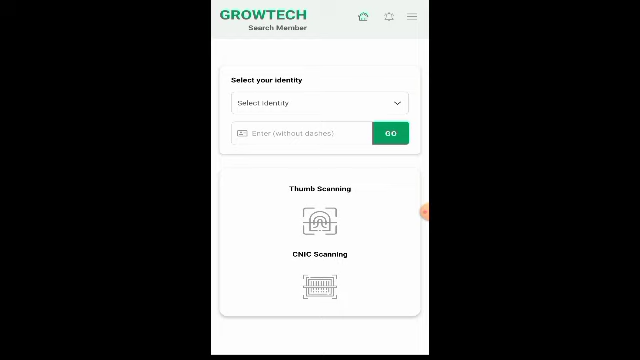 GROWTECH
Search Member
Select your identity
Select Identity
Enter (without dashes)
GO
Thumb Scanning
CNIC Scanning